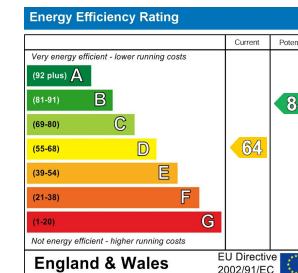 Energy Efficiency Rating
Current
Very energy efficient - lower running costs
(92 plus) A
(81-91) B
(69-80) C
(55-68) D
64
(39-54) E
(21-38) F
(1-20) G
Not energy efficient - higher running costs
England & Wales
EU Directive
2002/91/EC